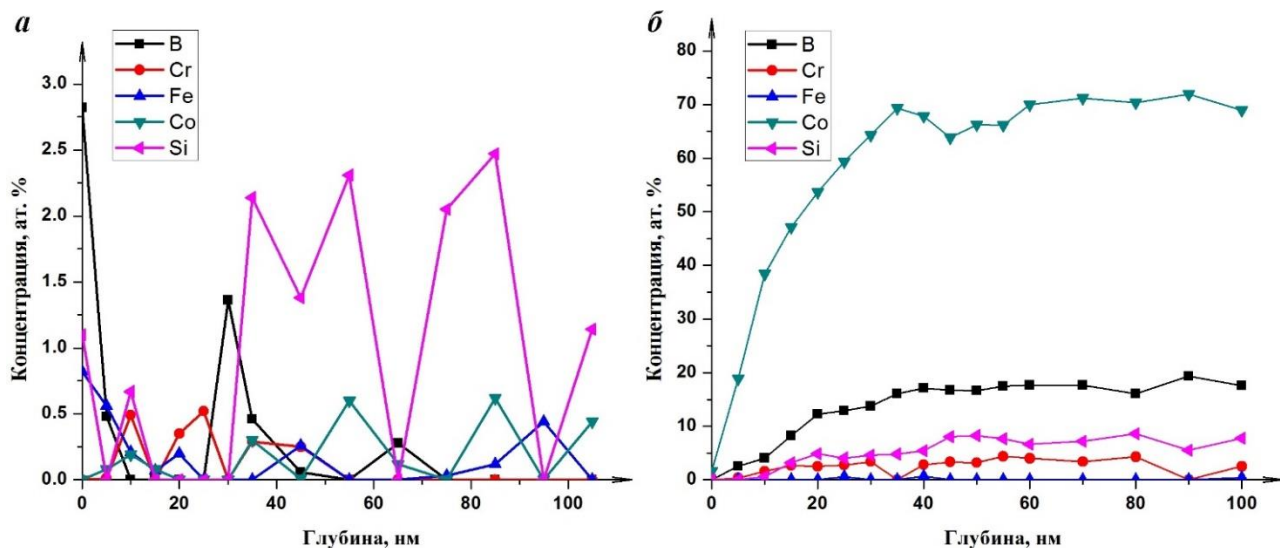 а
B
Cr
Fe
Co
Si
Концентрация, ат. %
3.0
2.5
2.0
1.5
1.0
0.5
0.0
0 20 40 60 80 100
Глубина, нм
б
B
Cr
Fe
Co
Si
Концентрация, ат. %
80
70
60
50
40
30
20
10
0
0 20 40 60 80 100
Глубина, нм